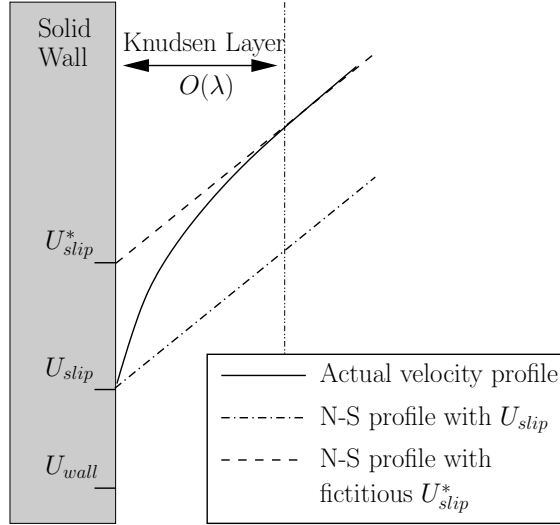 Solid
Wall
Knudsen Layer
O(λ)
U*slip
Uslip
Uwall
Actual velocity profile
N-S profile with Uslip
N-S profile with
fictitious U*slip